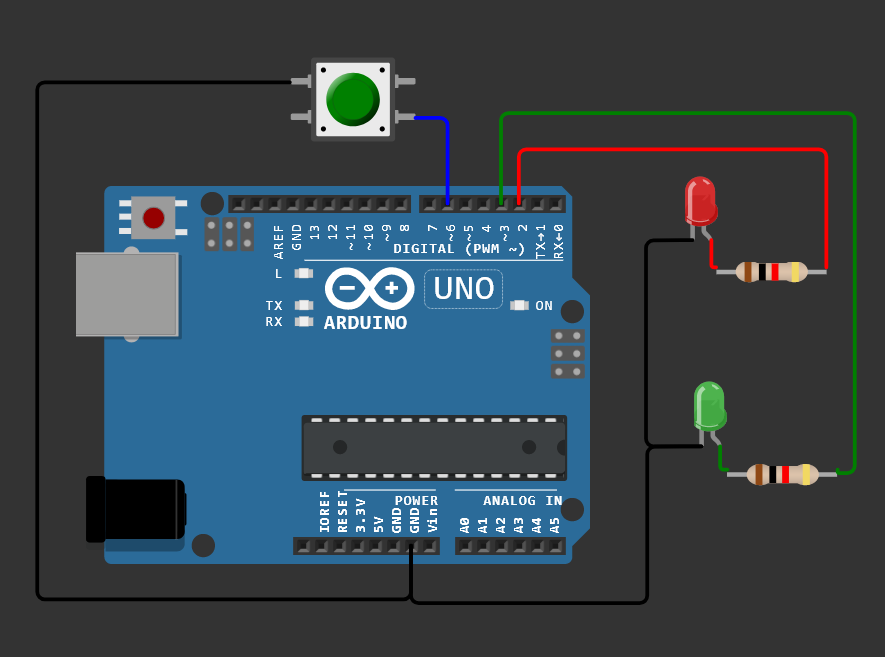 AREF
GND
13
12
~11
~10
~9
8
7
~6
~5
4
~3
2
TX→1
RX←0
DIGITAL (PWM ~)
L
TX
RX
ARDUINO
UNO
ON
IOREF
RESET
3.3V
5V
GND
GND
Vin
POWER
ANALOG IN
A0
A1
A2
A3
A4
A5